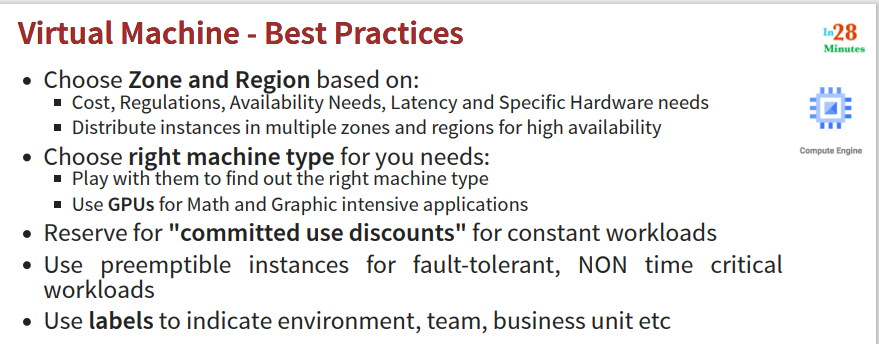 Virtual Machine - Best Practices
In28
Minutes
• Choose Zone and Region based on:
▪ Cost, Regulations, Availability Needs, Latency and Specific Hardware needs
▪ Distribute instances in multiple zones and regions for high availability
Compute Engine
• Choose right machine type for you needs:
▪ Play with them to find out the right machine type
▪ Use GPUs for Math and Graphic intensive applications
• Reserve for "committed use discounts" for constant workloads
• Use preemptible instances for fault-tolerant, NON time critical
workloads
• Use labels to indicate environment, team, business unit etc